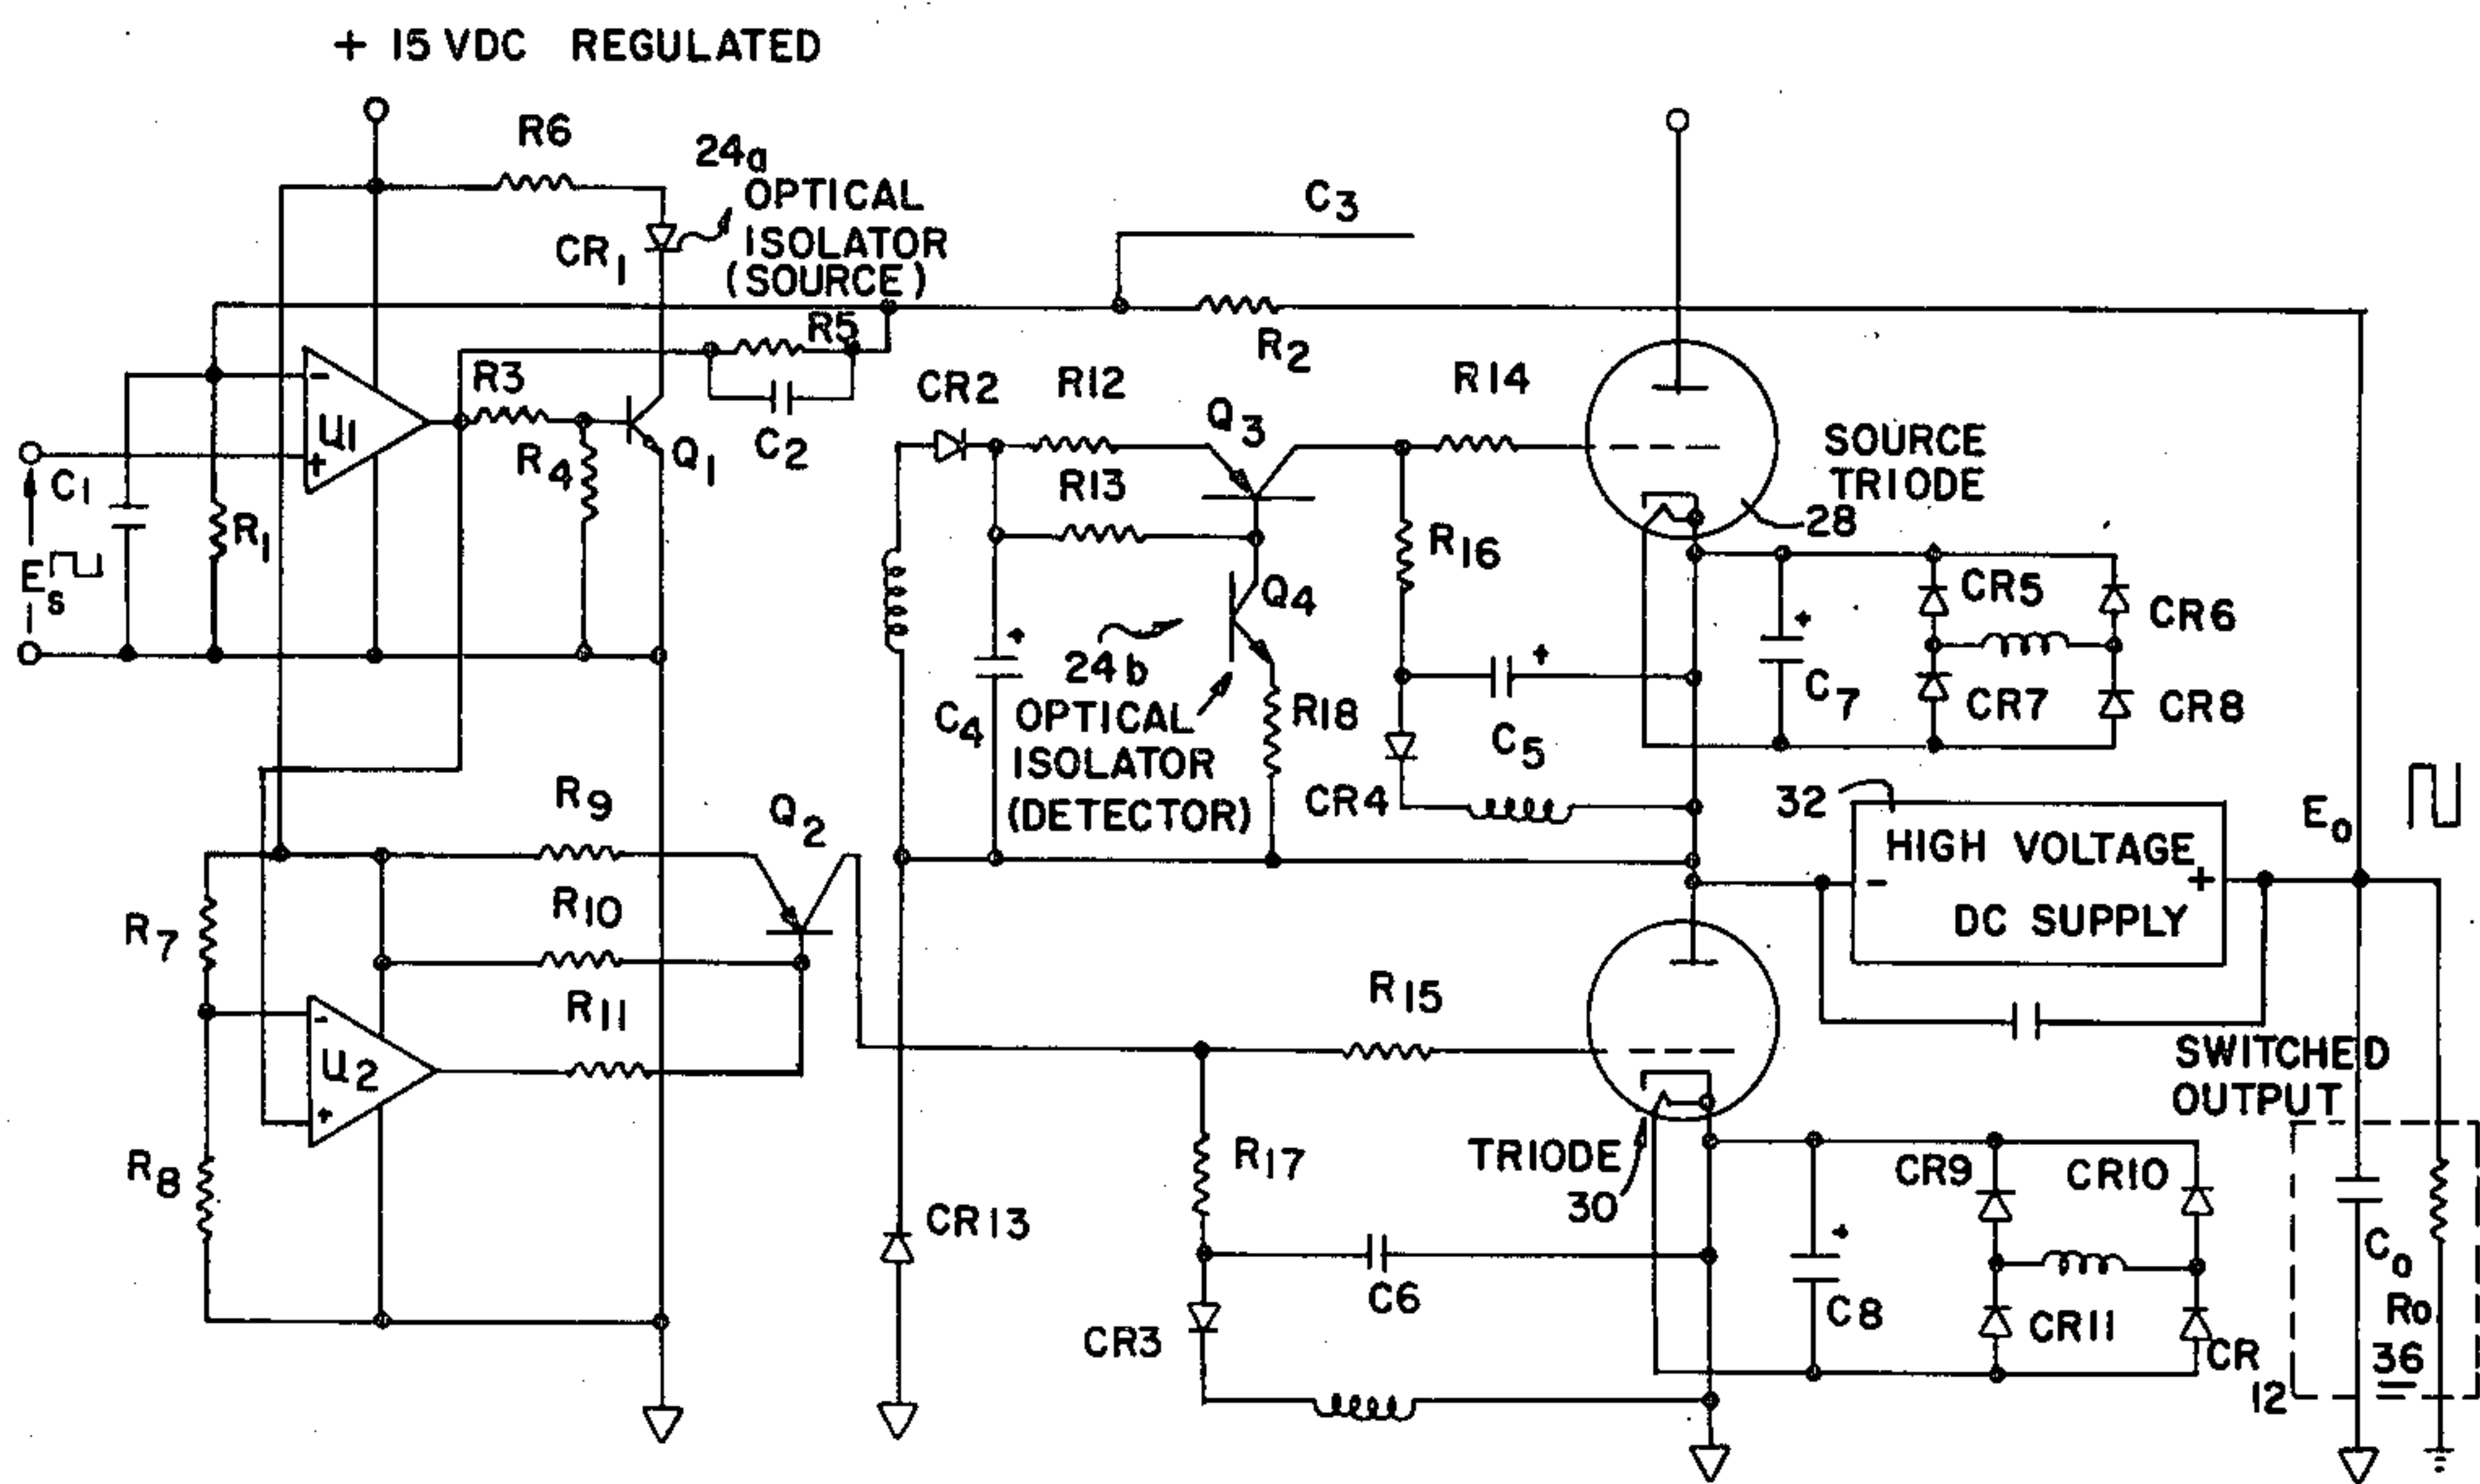 + 15 VDC REGULATED
R6
24a
OPTICAL
ISOLATOR
(SOURCE)
CR1
C3
R5
R2
R3
CR2
R12
R14
Q3
U1
-
+
R4
Q1
C2
SOURCE
TRIODE
28
C1
R1
R13
R16
Es
Q4
CR5
CR6
+
+
+
24b
OPTICAL
ISOLATOR
(DETECTOR)
C4
R18
C5
C7
CR7
CR8
CR4
32
HIGH VOLTAGE
DC SUPPLY
-
+
Eo
R9
Q2
R7
R10
R11
R15
U2
-
+
SWITCHED
OUTPUT
R8
R17
TRIODE
30
CR9
CR10
+
CR13
C6
C8
CR11
CR
12
Co
Ro
36
CR3